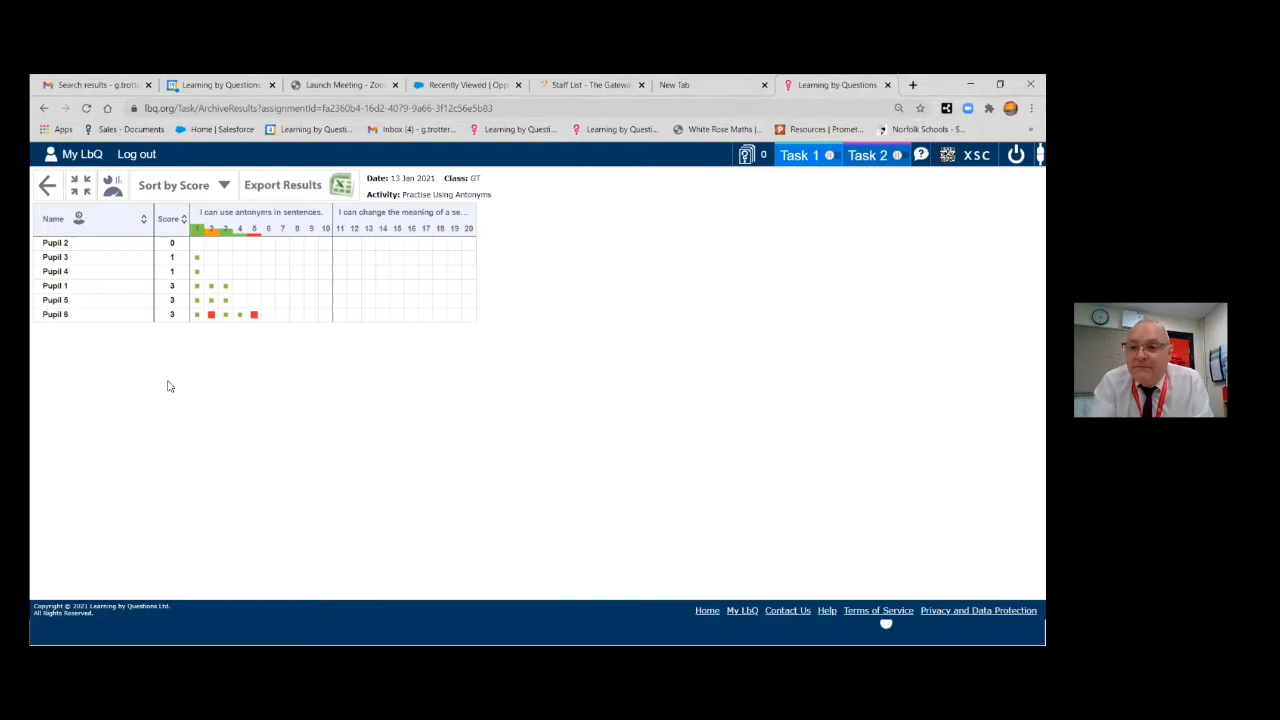 Search results - g.trotte
Learning by Questions
Launch Meeting - Zoo
Recently Viewed | Opp
Staff List - The Gatewa
New Tab
Learning by Questions
lbq.org/Task/ArchiveResults?assignmentId=fa2360b4-16d2-4079-9a66-3f12c56e5b83
Apps
Sales - Documents
Home | Salesforce
Learning by Questi...
Inbox (4) - g.trotter...
Learning by Questi...
Learning by Questi...
White Rose Maths |...
Resources | Promet...
Norfolk Schools - S...
My LbQ Log out 0 Task 1 Task 2 XSC
Sort by Score Export Results
Date: 13 Jan 2021 Class: GT
Activity: Practise Using Antonyms
Name Score I can use antonyms in sentences. I can change the meaning of a se...
1 2 3 4 5 6 7 8 9 10 11 12 13 14 15 16 17 18 19 20
Pupil 2 0
Pupil 3 1
Pupil 4 1
Pupil 1 3
Pupil 5 3
Pupil 6 3
Copyright © 2021 Learning by Questions Ltd.
All Rights Reserved.
Home My LbQ Contact Us Help Terms of Service Privacy and Data Protection